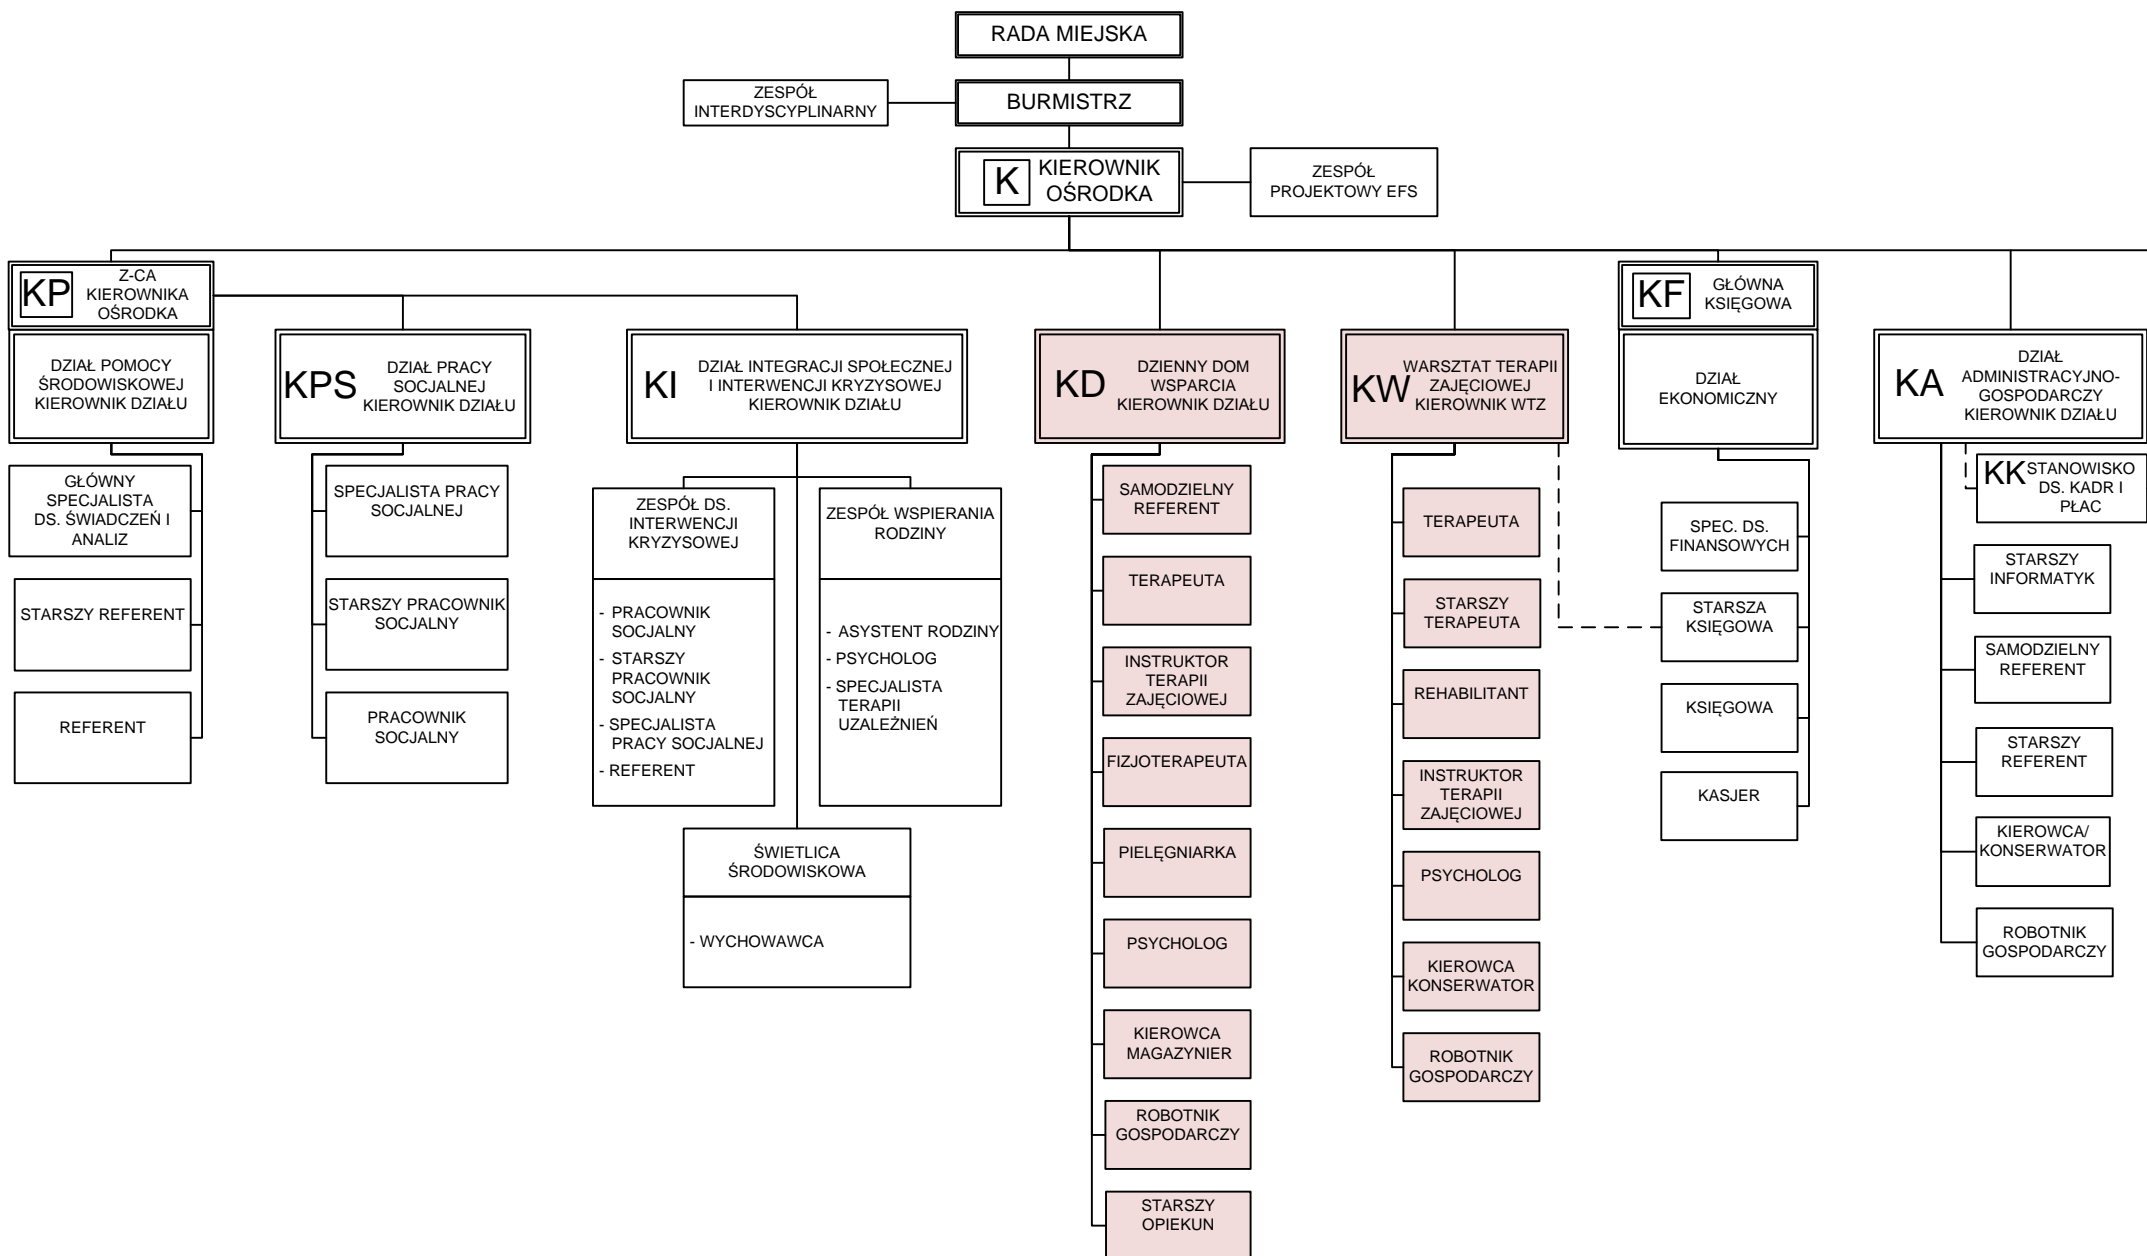 RADA MIEJSKA
ZESPÓŁ
INTERDYSCYPLINARNY
BURMISTRZ
K
KIEROWNIK
OŚRODKA
ZESPÓŁ
PROJEKTOWY EFS
KP
Z-CA
KIEROWNIKA
OŚRODKA
DZIAŁ POMOCY
ŚRODOWISKOWEJ
KIEROWNIK DZIAŁU
GŁÓWNY
SPECJALISTA
DS. ŚWIADCZEŃ I
ANALIZ
STARSZY REFERENT
REFERENT
KPS
DZIAŁ PRACY
SOCJALNEJ
KIEROWNIK DZIAŁU
SPECJALISTA PRACY
SOCJALNEJ
STARSZY PRACOWNIK
SOCJALNY
PRACOWNIK
SOCJALNY
KI
DZIAŁ INTEGRACJI SPOŁECZNEJ
I INTERWENCJI KRYZYSOWEJ
KIEROWNIK DZIAŁU
ZESPÓŁ DS.
INTERWENCJI
KRYZYSOWEJ
- PRACOWNIK
SOCJALNY
- STARSZY
PRACOWNIK
SOCJALNY
- SPECJALISTA
PRACY SOCJALNEJ
- REFERENT
ZESPÓŁ WSPIERANIA
RODZINY
- ASYSTENT RODZINY
- PSYCHOLOG
- SPECJALISTA
TERAPII
UZALEŻNIEŃ
ŚWIETLICA
ŚRODOWISKOWA
- WYCHOWAWCA
KD
DZIENNY DOM
WSPARCIA
KIEROWNIK DZIAŁU
SAMODZIELNY
REFERENT
TERAPEUTA
INSTRUKTOR
TERAPII
ZAJĘCIOWEJ
FIZJOTERAPEUTA
PIELĘGNIARKA
PSYCHOLOG
KIEROWCA
MAGAZYNIER
ROBOTNIK
GOSPODARCZY
STARSZY
OPIEKUN
KW
WARSZTAT TERAPII
ZAJĘCIOWEJ
KIEROWNIK WTZ
TERAPEUTA
STARSZY
TERAPEUTA
REHABILITANT
INSTRUKTOR
TERAPII
ZAJĘCIOWEJ
PSYCHOLOG
KIEROWCA
KONSERWATOR
ROBOTNIK
GOSPODARCZY
KF
GŁÓWNA
KSIĘGOWA
DZIAŁ
EKONOMICZNY
SPEC. DS.
FINANSOWYCH
STARSZA
KSIĘGOWA
KSIĘGOWA
KASJER
KA
DZIAŁ
ADMINISTRACYJNO-
GOSPODARCZY
KIEROWNIK DZIAŁU
KK
STANOWISKO
DS. KADR I
PŁAC
STARSZY
INFORMATYK
SAMODZIELNY
REFERENT
STARSZY
REFERENT
KIEROWCA/
KONSERWATOR
ROBOTNIK
GOSPODARCZY